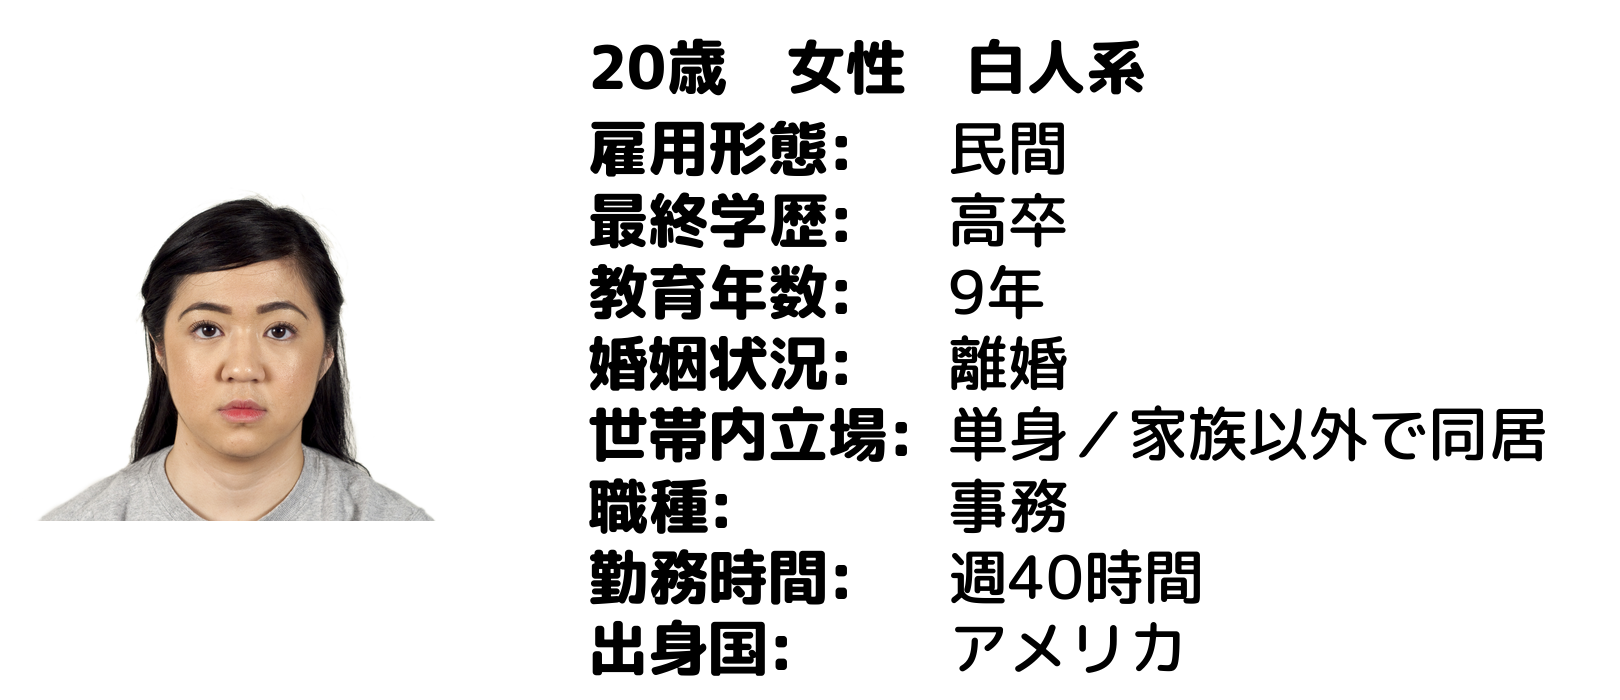 20歳　女性　白人系
雇用形態:　民間
最終学歴:　高卒
教育年数:　9年
婚姻状況:　離婚
世帯内立場:　単身／家族以外で同居
職種:　事務
勤務時間:　週40時間
出身国:　アメリカ